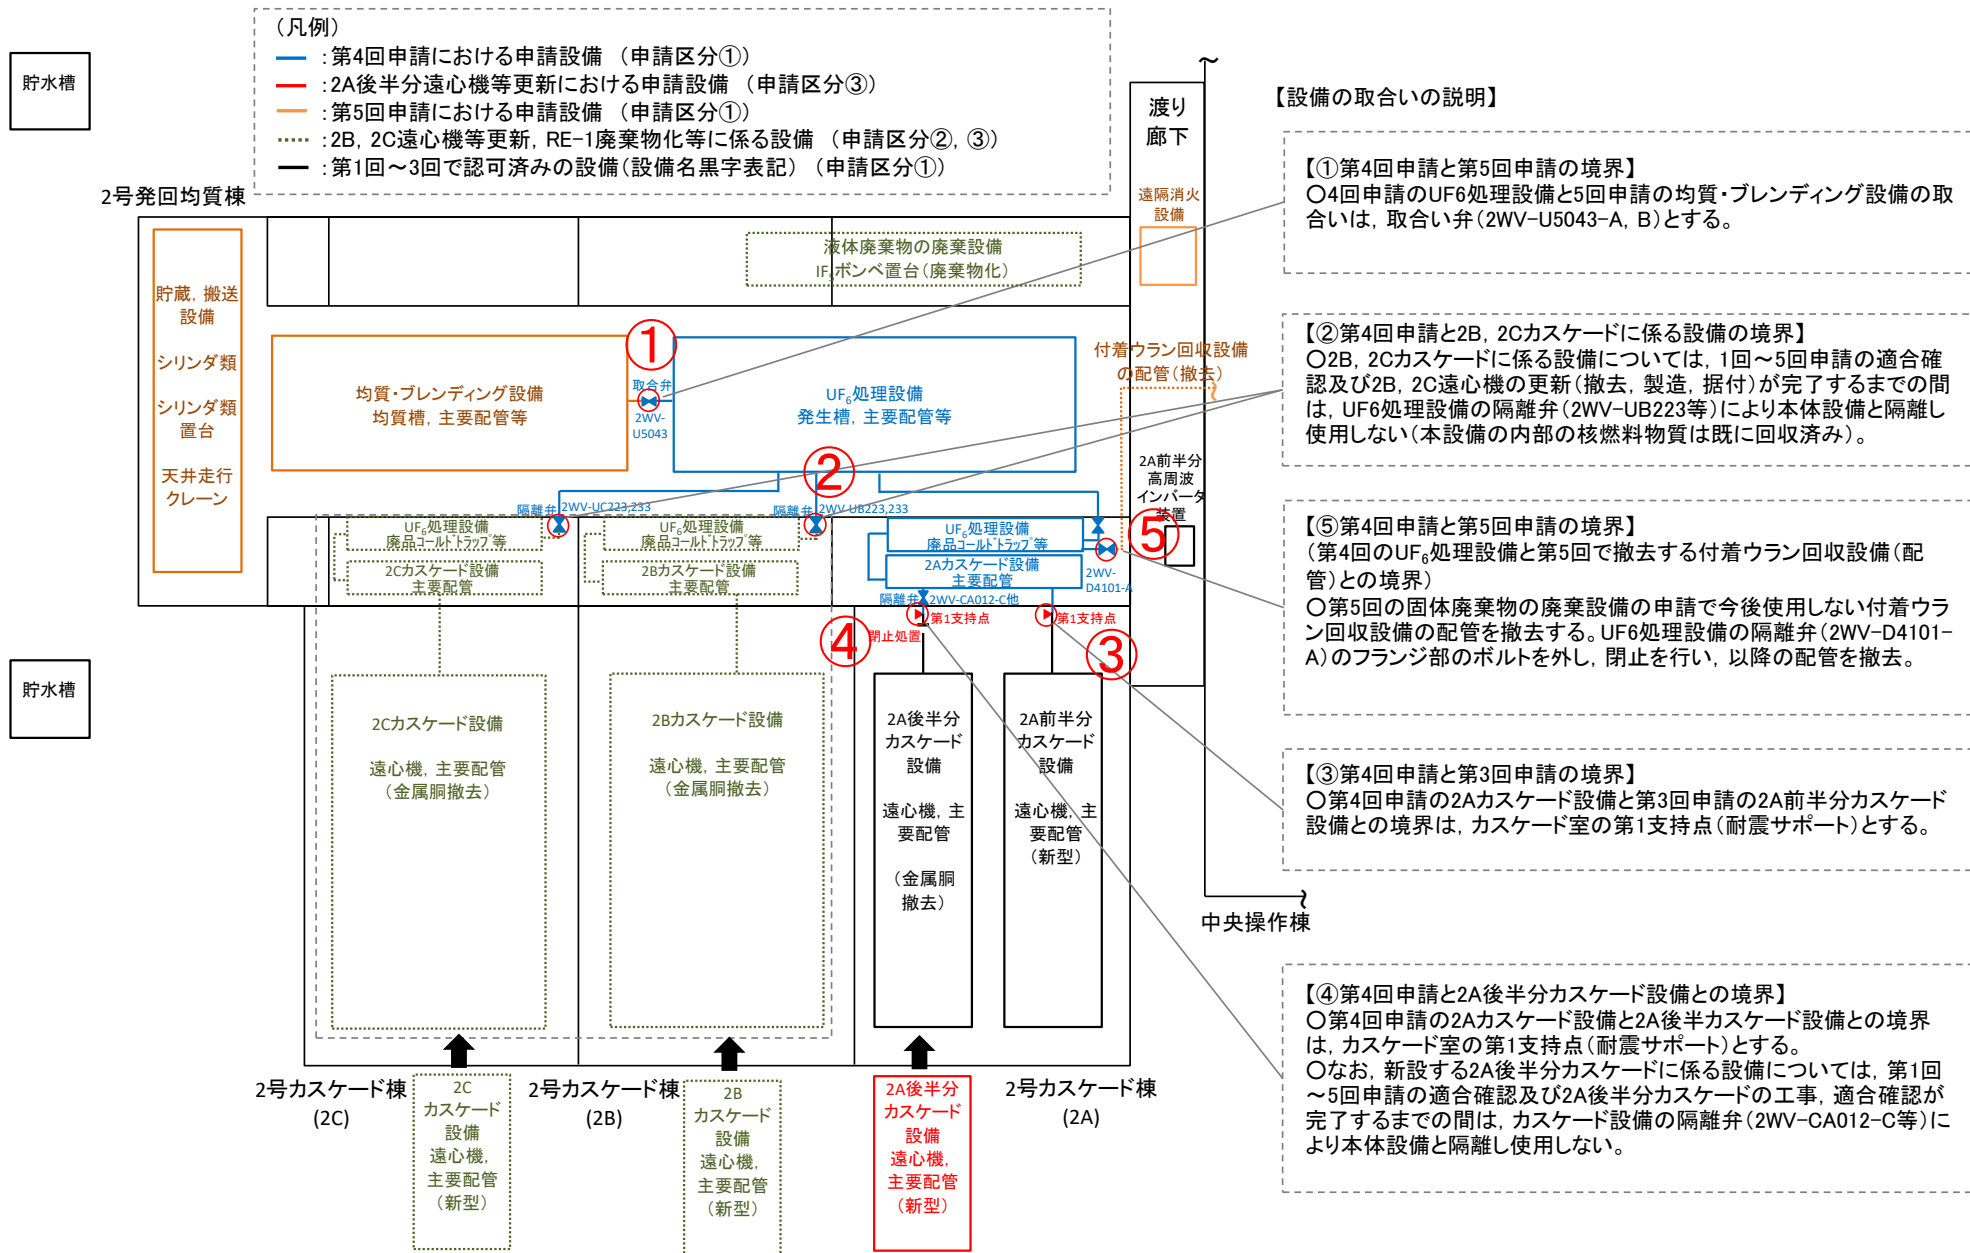 (凡例)
：第4回申請における申請設備 (申請区分①)
：2A後半分遠心機等更新における申請設備 (申請区分③)
：第5回申請における申請設備 (申請区分①)
：2B, 2C遠心機等更新, RE-1廃棄物化等に係る設備 (申請区分②, ③)
：第1回～3回で認可済みの設備(設備名黒字表記) (申請区分①)
貯水槽
貯水槽
2号発回均質棟
貯蔵, 搬送
設備
シリンダ類
シリンダ類
置台
天井走行
クレーン
液体廃棄物の廃棄設備
IF₇ボンベ置台(廃棄物化)
均質・ブレンディング設備
均質槽, 主要配管等
①
取合弁
2WV-
U5043
UF₆処理設備
発生槽, 主要配管等
②
渡り
廊下
遠隔消火
設備
付着ウラン回収設備
の配管(撤去)
2A前半分
高周波
インバータ
装置
⑤
隔離弁
2WV-UC223,233
UF₆処理設備
廃品コールドトラップ等
2Cカスケード設備
主要配管
隔離弁
2WV-UB223,233
UF₆処理設備
廃品コールドトラップ等
2Bカスケード設備
主要配管
UF₆処理設備
廃品コールドトラップ等
2Aカスケード設備
主要配管
2WV-
D4101-A
隔離弁
2WV-CA012-C他
第1支持点
第1支持点
閉止処置
④
③
2Cカスケード設備
遠心機, 主要配管
(金属胴撤去)
2Bカスケード設備
遠心機, 主要配管
(金属胴撤去)
2A後半分
カスケード
設備
遠心機, 主
要配管
(金属胴
撤去)
2A前半分
カスケード
設備
遠心機, 主
要配管
(新型)
中央操作棟
2号カスケード棟
(2C)
2C
カスケード
設備
遠心機,
主要配管
(新型)
2号カスケード棟
(2B)
2B
カスケード
設備
遠心機,
主要配管
(新型)
2A後半分
カスケード
設備
遠心機,
主要配管
(新型)
2号カスケード棟
(2A)
【設備の取合いの説明】
【①第4回申請と第5回申請の境界】
〇4回申請のUF6処理設備と5回申請の均質・ブレンディング設備の取
合いは, 取合い弁(2WV-U5043-A, B)とする。
【②第4回申請と2B, 2Cカスケードに係る設備の境界】
〇2B, 2Cカスケードに係る設備については, 1回～5回申請の適合確
認及び2B, 2C遠心機の更新(撤去, 製造, 据付)が完了するまでの間
は, UF6処理設備の隔離弁(2WV-UB223等)により本体設備と隔離し
使用しない(本設備の内部の核燃料物質は既に回収済み)。
【⑤第4回申請と第5回申請の境界】
(第4回のUF₆処理設備と第5回で撤去する付着ウラン回収設備(配
管)との境界)
〇第5回の固体廃棄物の廃棄設備の申請で今後使用しない付着ウラ
ン回収設備の配管を撤去する。UF6処理設備の隔離弁(2WV-D4101-
A)のフランジ部のボルトを外し, 閉止を行い, 以降の配管を撤去。
【③第4回申請と第3回申請の境界】
〇第4回申請の2Aカスケード設備と第3回申請の2A前半分カスケード
設備との境界は, カスケード室の第1支持点(耐震サポート)とする。
【④第4回申請と2A後半分カスケード設備との境界】
〇第4回申請の2Aカスケード設備と2A後半カスケード設備との境界
は, カスケード室の第1支持点(耐震サポート)とする。
〇なお, 新設する2A後半分カスケードに係る設備については, 第1回
～5回申請の適合確認及び2A後半分カスケードの工事, 適合確認が
完了するまでの間は, カスケード設備の隔離弁(2WV-CA012-C等)に
より本体設備と隔離し使用しない。